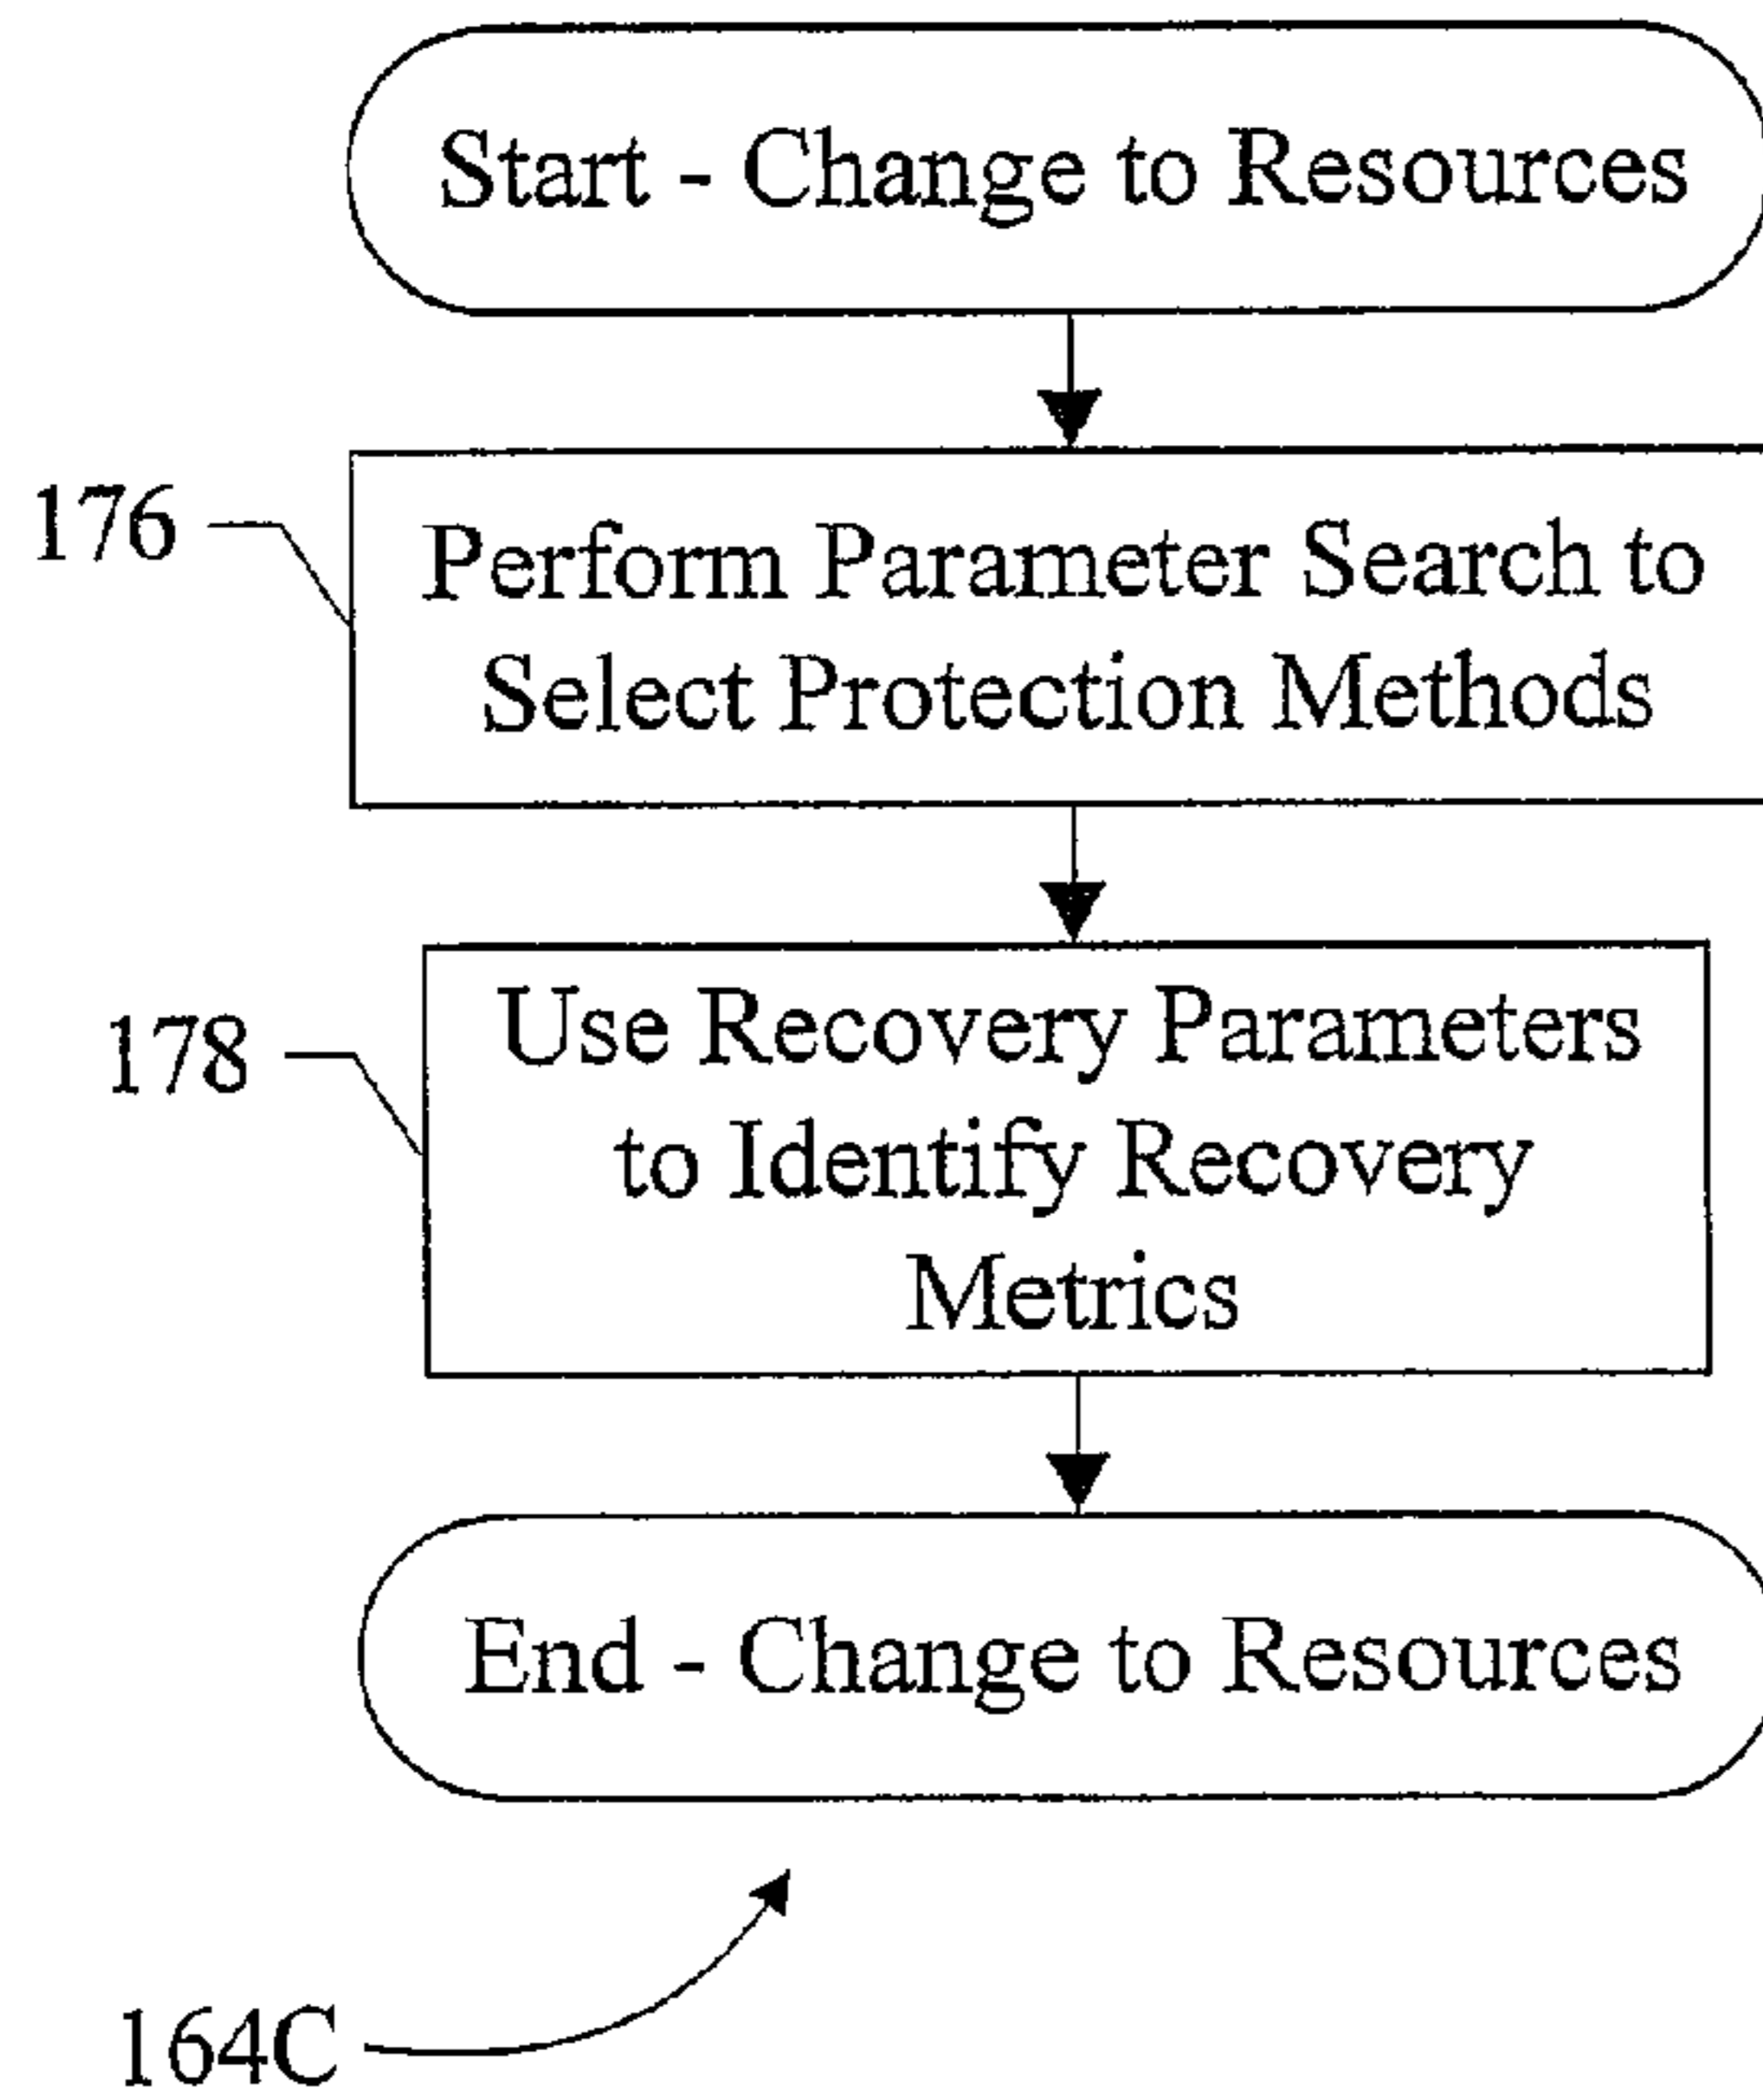 Start - Change to Resources
176
Perform Parameter Search to
Select Protection Methods
178
Use Recovery Parameters
to Identify Recovery
Metrics
End - Change to Resources
164C